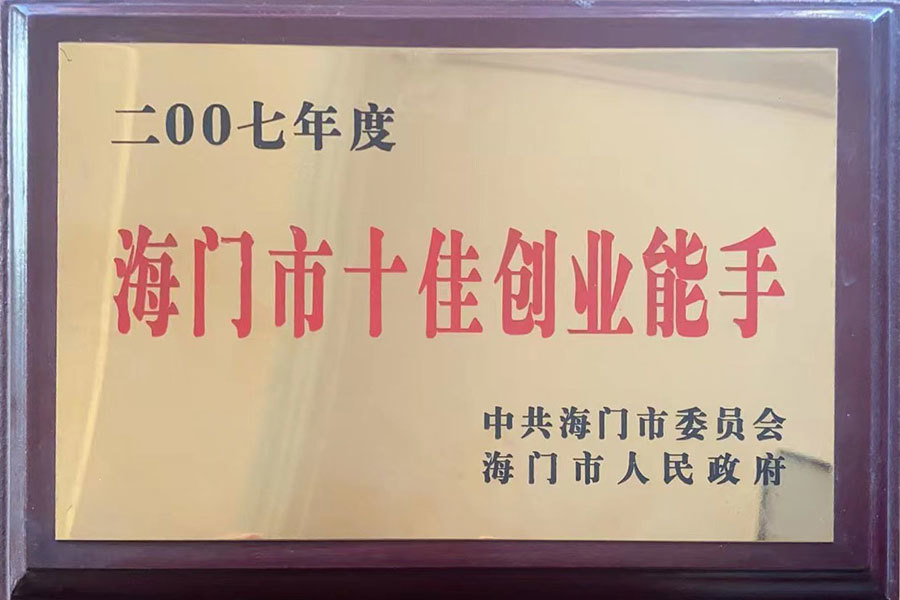 二00七年度
海门市十佳创业能手
中共海门市委员会
海门市人民政府